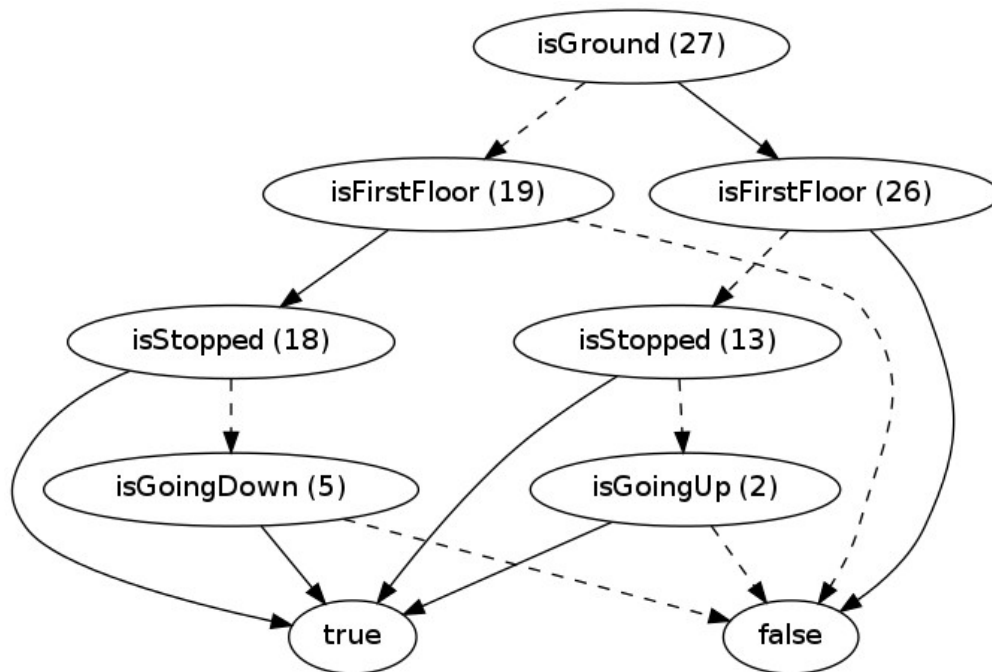 isGround (27)
isFirstFloor (19)
isFirstFloor (26)
isStopped (18)
isStopped (13)
isGoingDown (5)
isGoingUp (2)
true
false